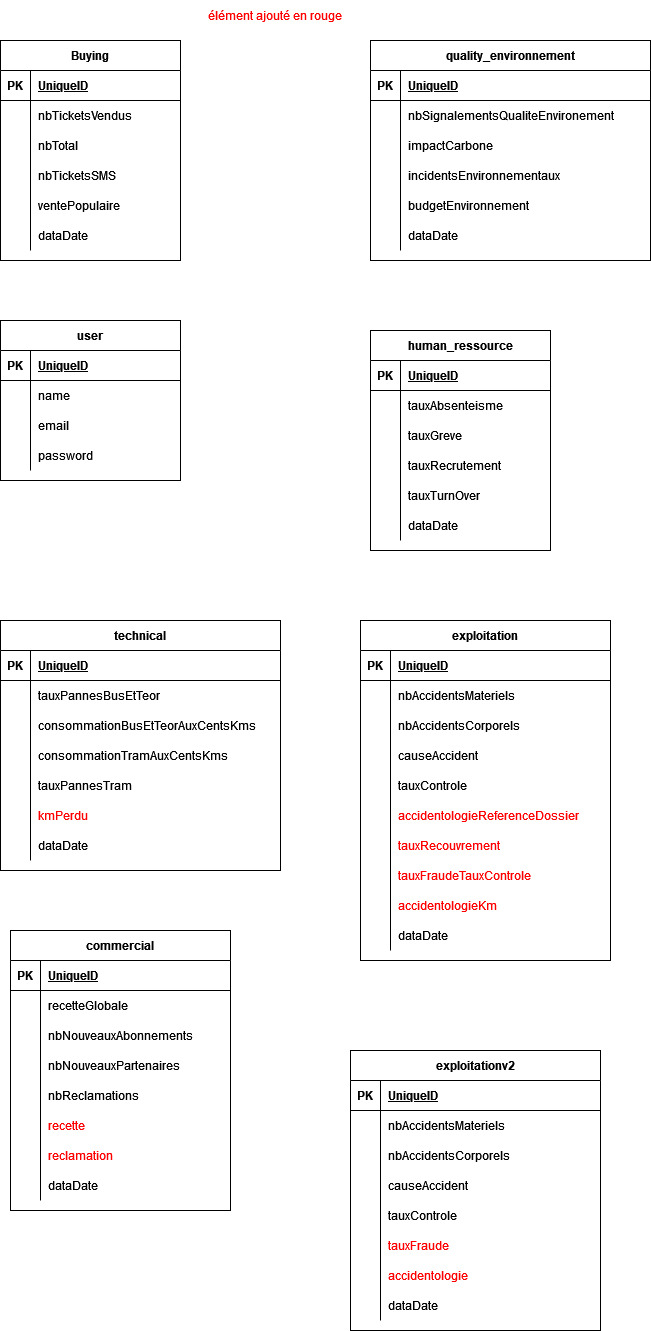 élément ajouté en rouge
Buying
PK UniqueID
nbTicketsVendus
nbTotal
nbTicketsSMS
ventePopulaire
dataDate
quality_environnement
PK UniqueID
nbSignalementsQualiteEnvironement
impactCarbone
incidentsEnvironnementaux
budgetEnvironnement
dataDate
user
PK UniqueID
name
email
password
human_ressource
PK UniqueID
tauxAbsenteisme
tauxGreve
tauxRecrutement
tauxTurnOver
dataDate
technical
PK UniqueID
tauxPannesBusEtTeor
consommationBusEtTeorAuxCentsKms
consommationTramAuxCentsKms
tauxPannesTram
kmPerdu
dataDate
exploitation
PK UniqueID
nbAccidentsMateriels
nbAccidentsCorporels
causeAccident
tauxControle
accidentologieReferenceDossier
tauxRecouvrement
tauxFraudeTauxControle
accidentologieKm
dataDate
commercial
PK UniqueID
recetteGlobale
nbNouveauxAbonnements
nbNouveauxPartenaires
nbReclamations
recette
reclamation
dataDate
exploitationv2
PK UniqueID
nbAccidentsMateriels
nbAccidentsCorporels
causeAccident
tauxControle
tauxFraude
accidentologie
dataDate